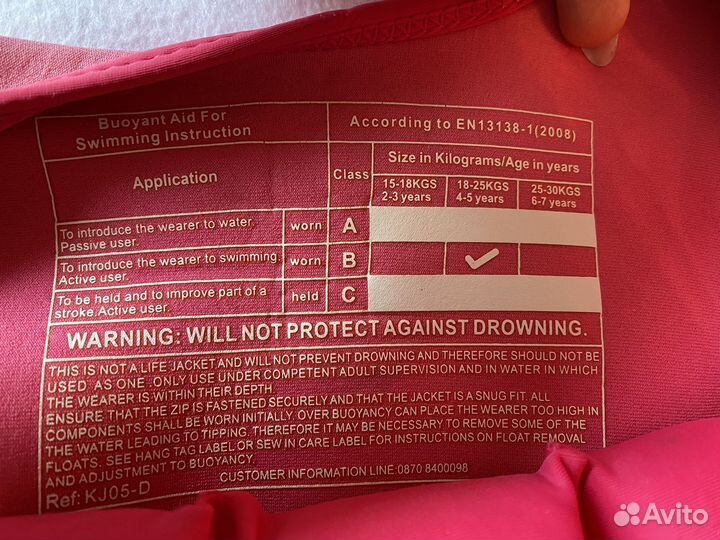 Buoyant Aid For
Swimming Instruction
According to EN13138-1(2008)
Application
Class
Size in Kilograms/Age in years
15-18KGS
2-3 years
18-25KGS
4-5 years
25-30KGS
6-7 years
To introduce the wearer to water.
Passive user.
worn
A
To introduce the wearer to swimming.
Active user.
worn
B
✓
To be held and to improve part of a
stroke.Active user.
held
C
WARNING: WILL NOT PROTECT AGAINST DROWNING.
THIS IS NOT A LIFE JACKET AND WILL NOT PREVENT DROWNING AND THEREFORE SHOULD NOT BE
USED AS ONE .ONLY USE UNDER COMPETENT ADULT SUPERVISION AND IN WATER IN WHICH
THE WEARER IS WITHIN THEIR DEPTH.
ENSURE THAT THE ZIP IS FASTENED SECURELY AND THAT THE JACKET IS A SNUG FIT. ALL
COMPONENTS SHALL BE WORN INITIALLY. OVER BUOYANCY CAN PLACE THE WEARER TOO HIGH IN
THE WATER LEADING TO TIPPING. THEREFORE IT MAY BE NECESSARY TO REMOVE SOME OF THE
FLOATS. SEE HANG TAG LABEL OR SEW IN CARE LABEL FOR INSTRUCTIONS ON FLOAT REMOVAL
AND ADJUSTMENT TO BUOYANCY.
CUSTOMER INFORMATION LINE:0870 8400098
Ref: KJ05-D
Avito